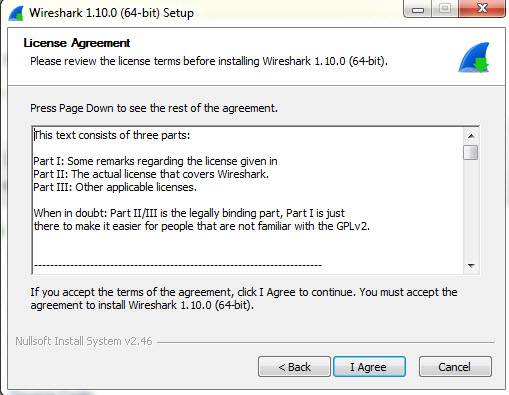 Wireshark 1.10.0 (64-bit) Setup
License Agreement
Please review the license terms before installing Wireshark 1.10.0 (64-bit).
Press Page Down to see the rest of the agreement.
This text consists of three parts:
Part I: Some remarks regarding the license given in
Part II: The actual license that covers Wireshark.
Part III: Other applicable licenses.
When in doubt: Part II/III is the legally binding part, Part I is just
there to make it easier for people that are not familiar with the GPLv2.
-------------------------------------------------------------------
If you accept the terms of the agreement, click I Agree to continue. You must accept the
agreement to install Wireshark 1.10.0 (64-bit).
Nullsoft Install System v2.46
< Back
I Agree
Cancel